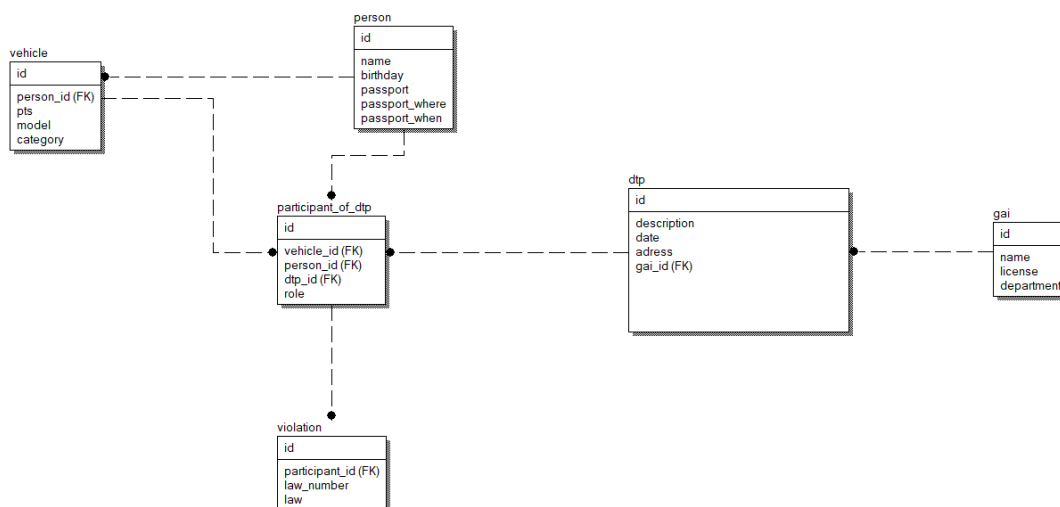 person
id
name
birthday
passport
passport_where
passport_when
vehicle
id
person_id (FK)
pts
model
category
participant_of_dtp
id
vehicle_id (FK)
person_id (FK)
dtp_id (FK)
role
dtp
id
description
date
adress
gai_id (FK)
gai
id
name
license
department
violation
id
participant_id (FK)
law_number
law